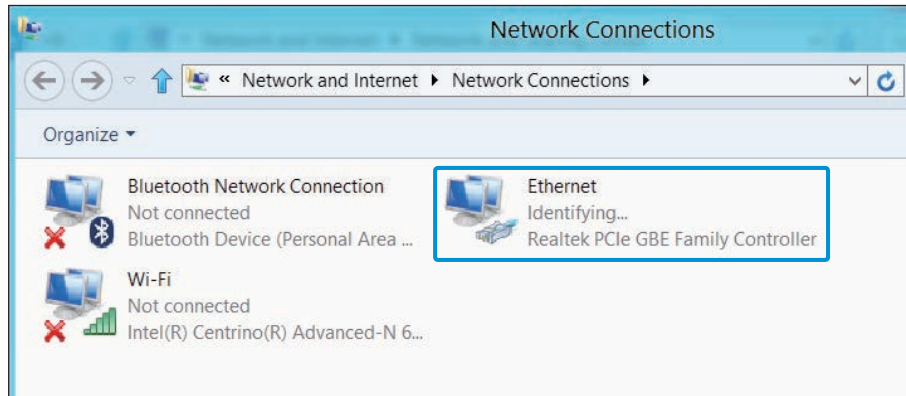 Network Connections
« Network and Internet Network Connections
Organize
Bluetooth Network Connection
Not connected
Bluetooth Device (Personal Area ...
Ethernet
Identifying...
Realtek PCIe GBE Family Controller
Wi-Fi
Not connected
Intel(R) Centrino(R) Advanced-N 6...